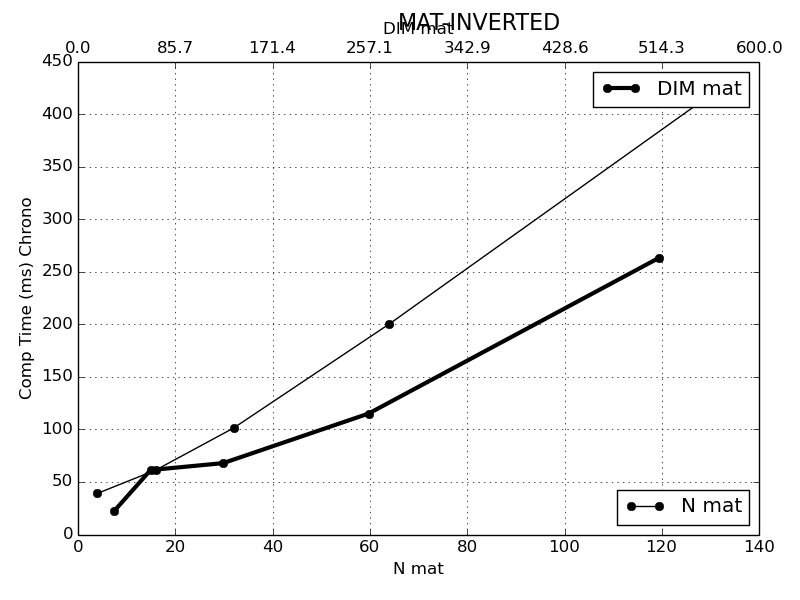 MAT-INVERTED
DIM mat
0.0 85.7 171.4 257.1 342.9 428.6 514.3 600.0
450
400
350
300
250
200
150
100
50
0
Comp Time (ms) Chrono
DIM mat
N mat
0 20 40 60 80 100 120 140
N mat